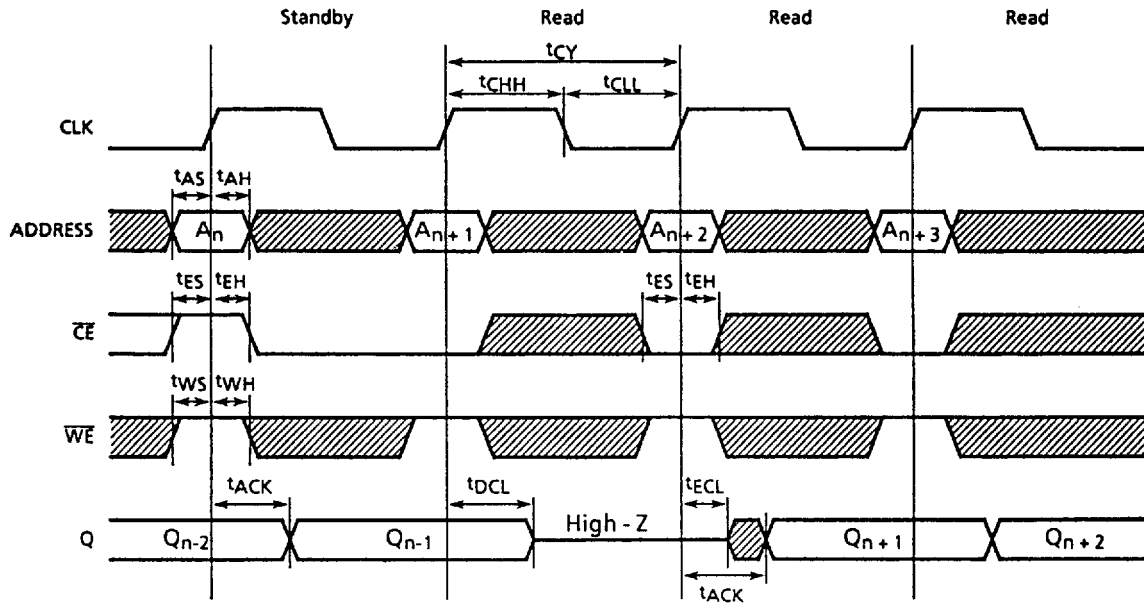 Standby Read Read Read
tCY
tCHH tCLL
CLK
tAS tAH
ADDRESS An An + 1 An + 2 An + 3
tES tEH tES tEH
CE
tWS tWH
WE
tACK tDCL tECL
High - Z
Q Qn-2 Qn-1 Qn + 1 Qn + 2
tACK